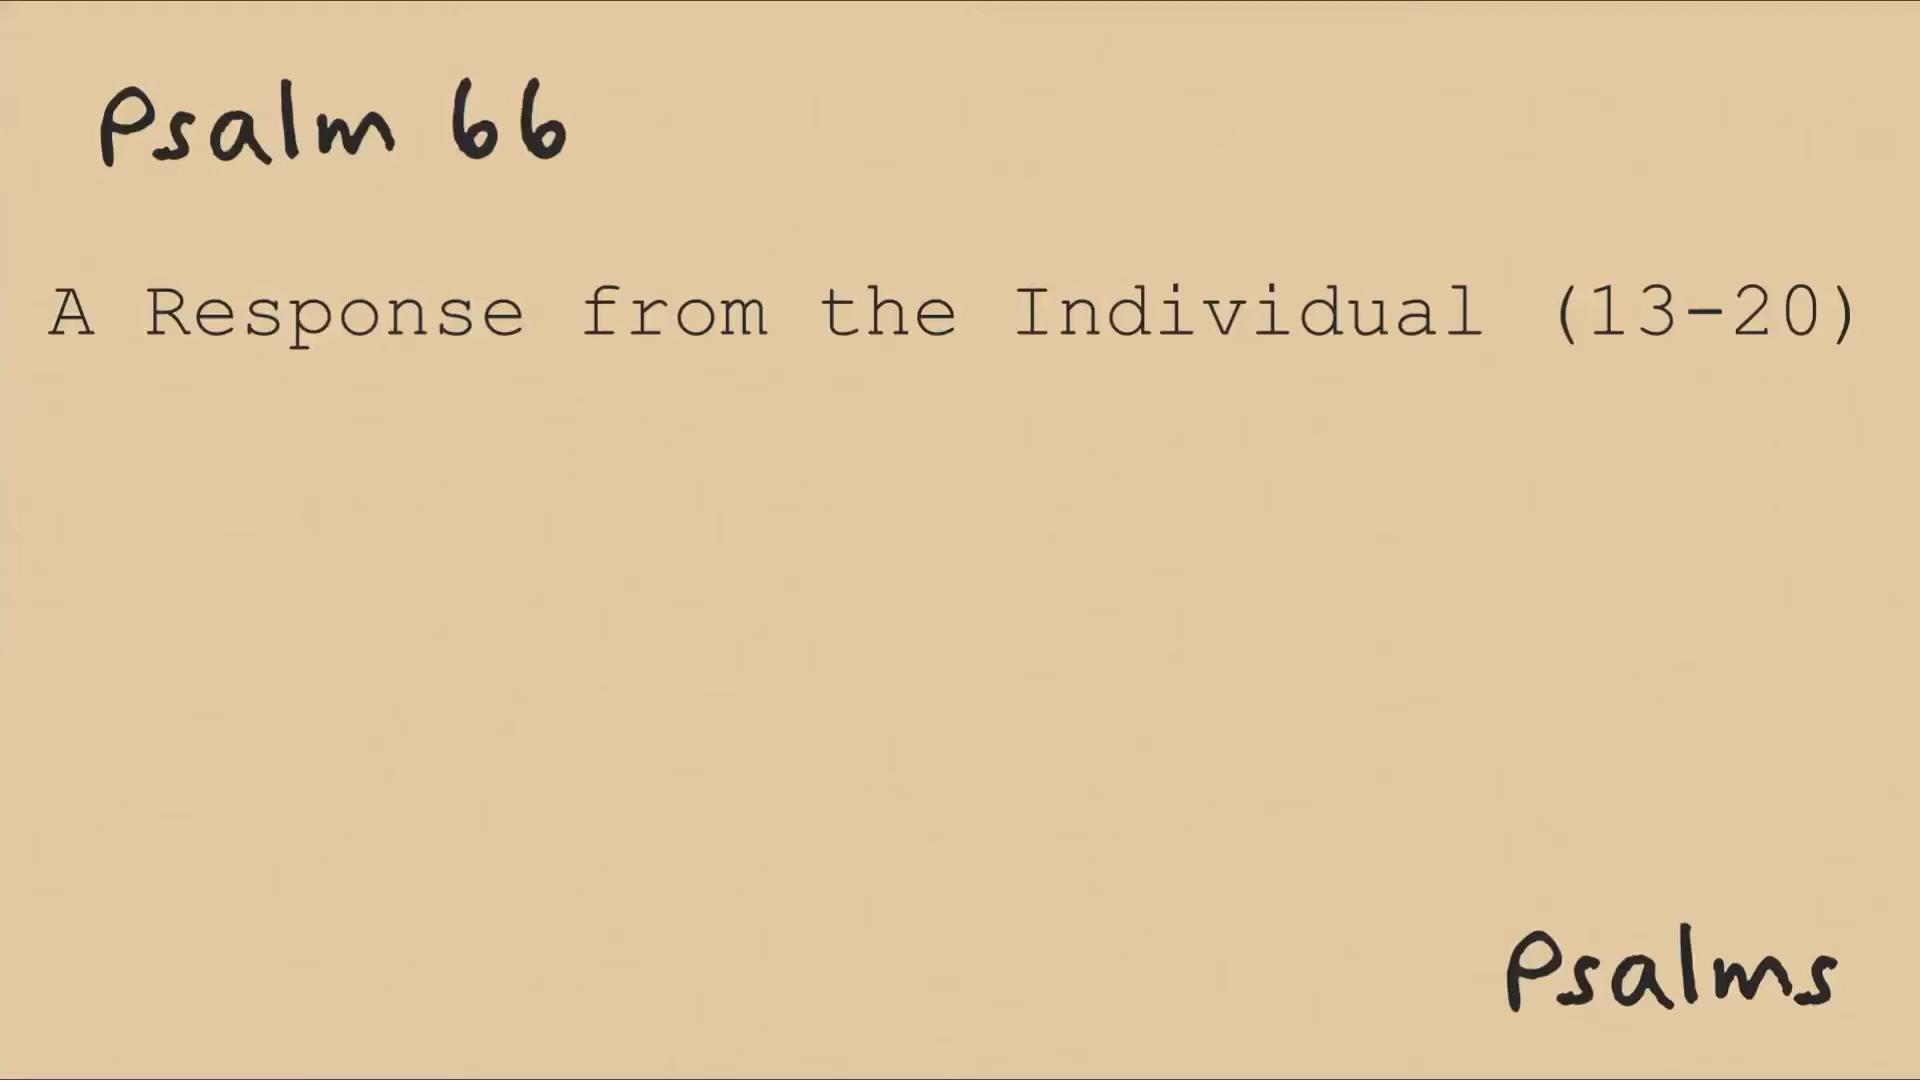 Psalm 66
A Response from the Individual (13-20)
Psalms